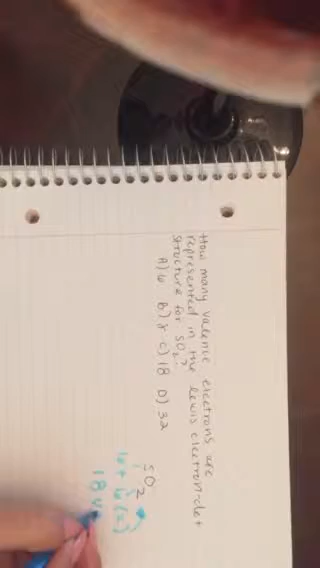 How many valence electrons are
represented in the lewis electron-dot
structure for SO2?
A) 6 B) 8 C) 18 D) 32
SO2
6+6(2)
18